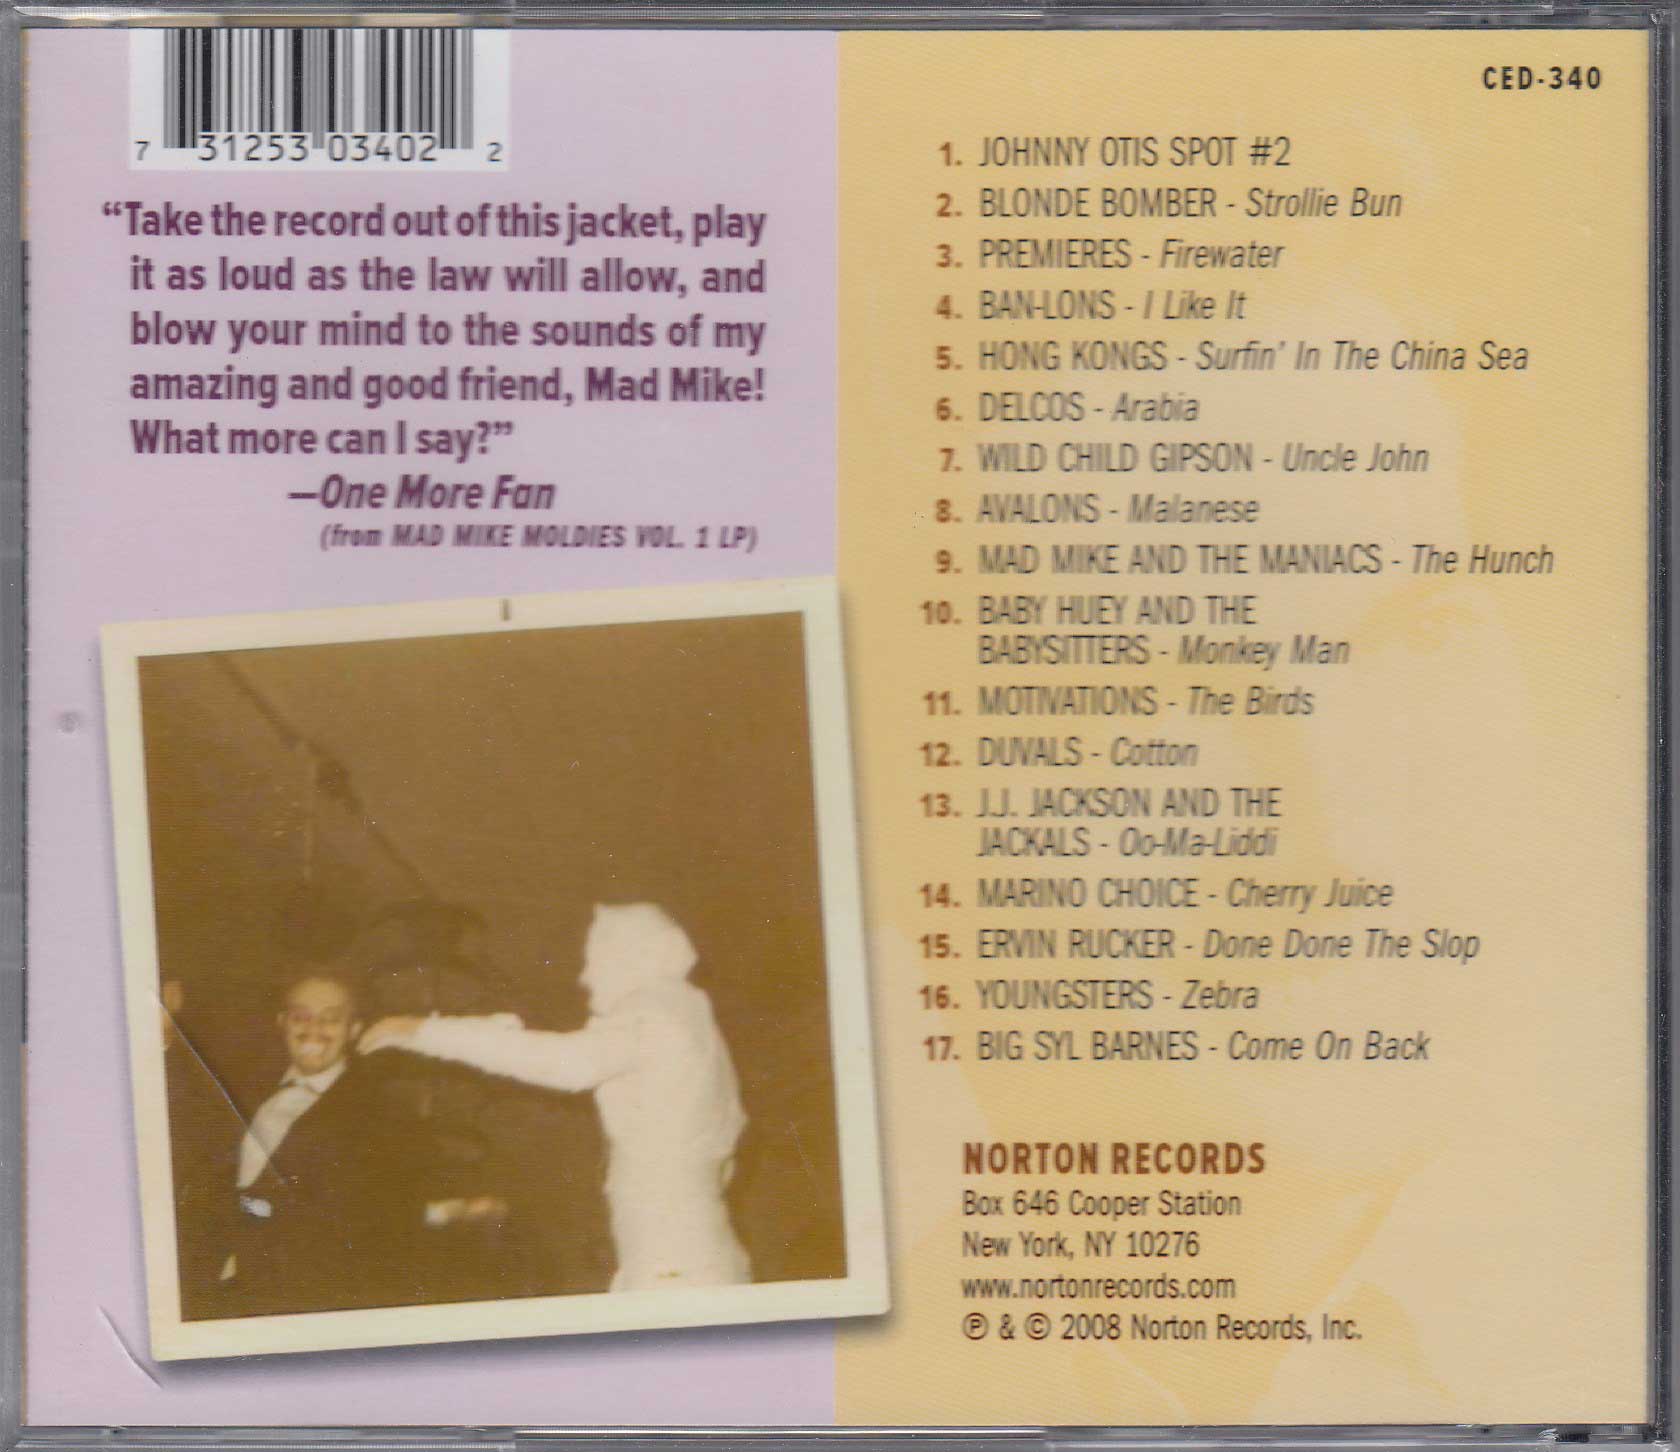 7 31253 03402 2
“Take the record out of this jacket, play
it as loud as the law will allow, and
blow your mind to the sounds of my
amazing and good friend, Mad Mike!
What more can I say?”
—One More Fan
(from MAD MIKE MOLDIES VOL. 1 LP)
CED-340
1. JOHNNY OTIS SPOT #2
2. BLONDE BOMBER - Strollie Bun
3. PREMIERES - Firewater
4. BAN-LONS - I Like It
5. HONG KONGS - Surfin’ In The China Sea
6. DELCOS - Arabia
7. WILD CHILD GIPSON - Uncle John
8. AVALONS - Malanese
9. MAD MIKE AND THE MANIACS - The Hunch
10. BABY HUEY AND THE
BABYSITTERS - Monkey Man
11. MOTIVATIONS - The Birds
12. DUVALS - Cotton
13. J.J. JACKSON AND THE
JACKALS - Oo-Ma-Liddi
14. MARINO CHOICE - Cherry Juice
15. ERVIN RUCKER - Done Done The Slop
16. YOUNGSTERS - Zebra
17. BIG SYL BARNES - Come On Back
NORTON RECORDS
Box 646 Cooper Station
New York, NY 10276
www.nortonrecords.com
℗ & © 2008 Norton Records, Inc.